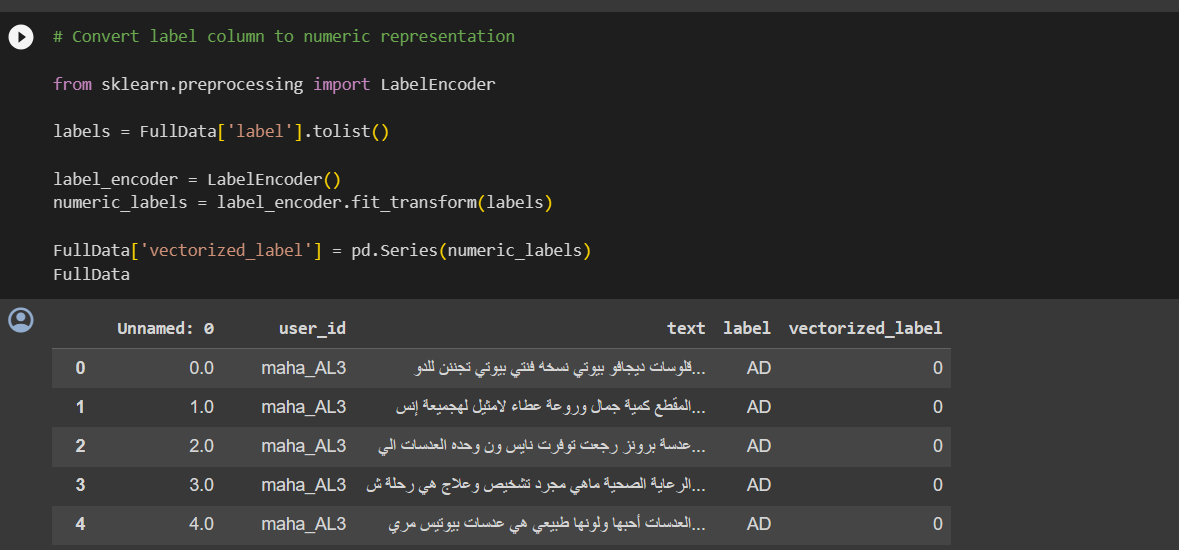 # Convert label column to numeric representation
from sklearn.preprocessing import LabelEncoder
labels = FullData['label'].tolist()
label_encoder = LabelEncoder()
numeric_labels = label_encoder.fit_transform(labels)
FullData['vectorized_label'] = pd.Series(numeric_labels)
FullData
Unnamed: 0 user_id text label vectorized_label
0 0.0 maha_AL3 قلوسات ديجافو بيوتي نسخه فنتي بيوتي تجننن للدو... AD 0
1 1.0 maha_AL3 المقطع كمية جمال وروعة عطاء لامثيل لهجميعة إنس... AD 0
2 2.0 maha_AL3 عدسة برونز رجعت توفرت نايس ون وحده العدسات الي... AD 0
3 3.0 maha_AL3 الرعاية الصحية ماهي مجرد تشخيص وعلاج هي رحلة ش... AD 0
4 4.0 maha_AL3 العدسات أحبها ولونها طبيعي هي عدسات بيوتيس مري... AD 0